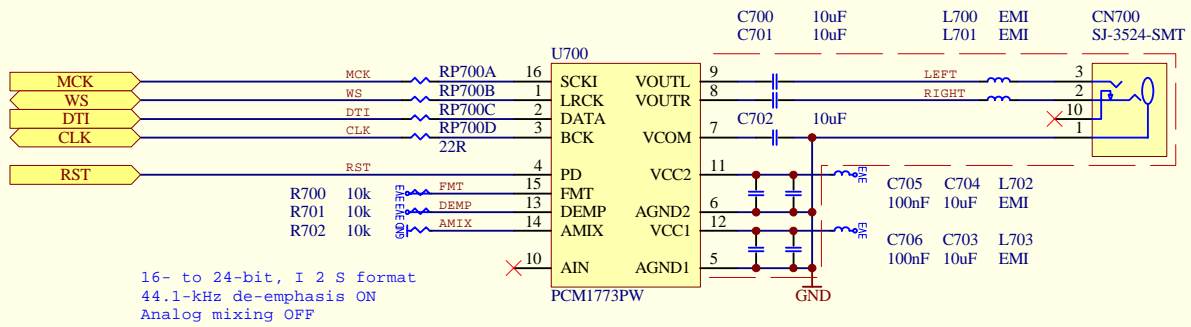 C700 10uF L700 EMI CN700
C701 10uF L701 EMI SJ-3524-SMT
U700
MCK MCK RP700A 16 SCKI VOUTL 9 LEFT 3
WS WS RP700B 1 LRCK VOUTR 8 RIGHT 2
DTI DTI RP700C 2 DATA C702 10uF 10
CLK CLK RP700D 3 BCK VCOM 7 1
22R
RST RST 4 PD VCC2 11 EVE
R700 10k EVE FMT 15 FMT C705 C704 L702
R701 10k EVE DEMP 13 DEMP AGND2 6 100nF 10uF EMI
R702 10k GND AMIX 14 AMIX VCC1 12 EVE
C706 C703 L703
100nF 10uF EMI
10 AIN AGND1 5
16- to 24-bit, I 2 S format
44.1-kHz de-emphasis ON
Analog mixing OFF
PCM1773PW GND